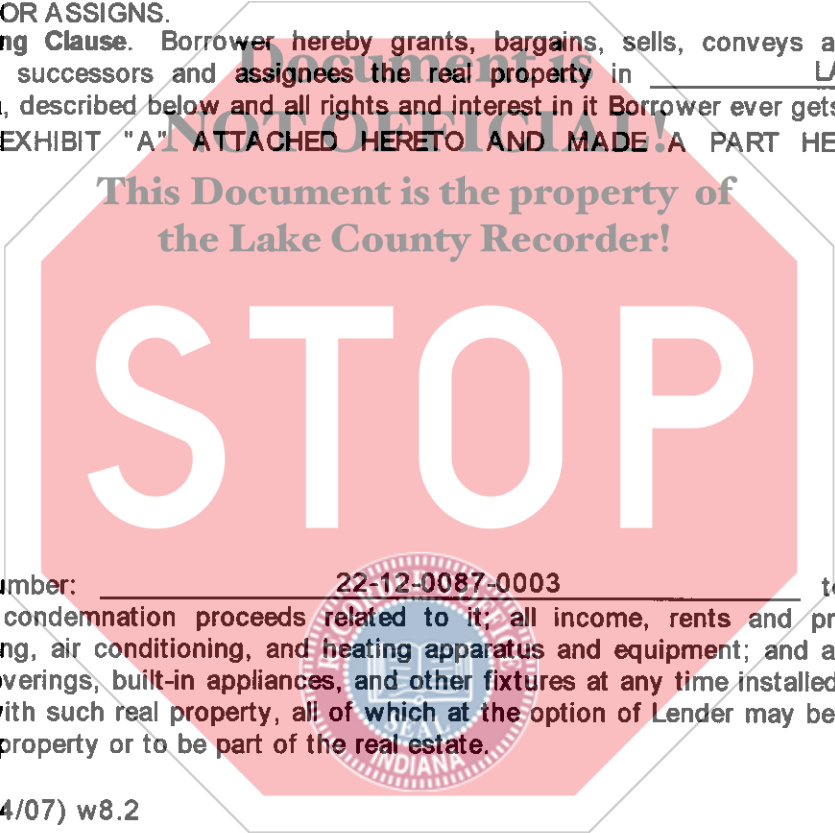 OR ASSIGNS.
ng Clause. Borrower hereby grants, bargains, sells, conveys a
Document is
successors and assignees the real property in LA
, described below and all rights and interest in it Borrower ever gets
NOT OFFICIAL!
EXHIBIT "A" ATTACHED HERETO AND MADE A PART HE
This Document is the property of
the Lake County Recorder!
STOP
umber: 22-12-0087-0003 to
condemnation proceeds related to it; all income, rents and pr
ng, air conditioning, and heating apparatus and equipment; and a
overings, built-in appliances, and other fixtures at any time installed
with such real property, all of which at the option of Lender may be
property or to be part of the real estate.
SEAL
INDIANA
4/07) w8.2